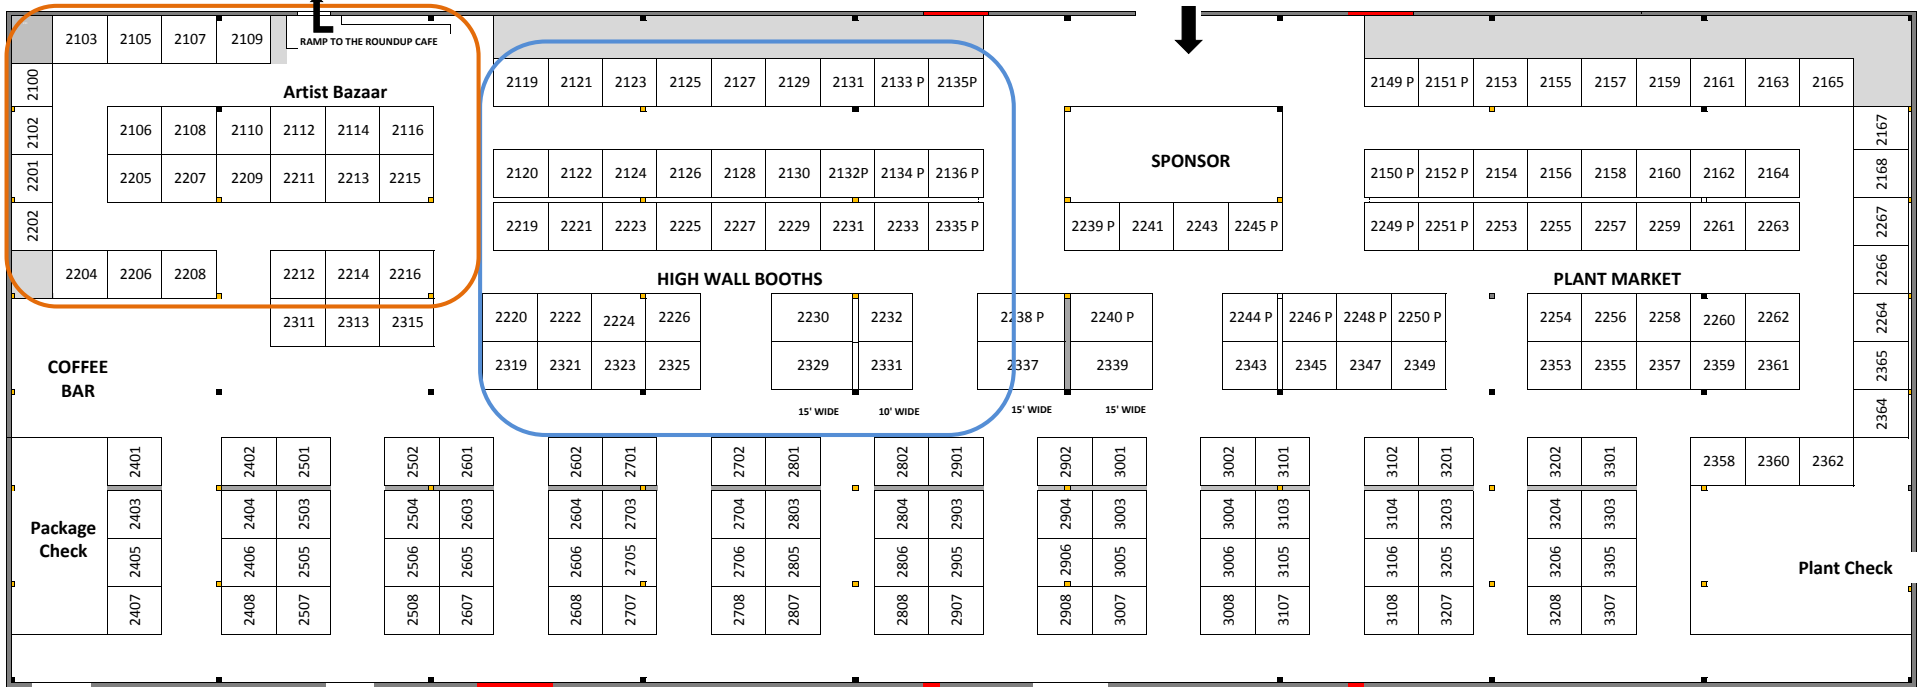 2103 2105 2107 2109
RAMP TO THE ROUNDUP CAFE
2100
Artist Bazaar
2119 2121 2123 2125 2127 2129 2131 2133 P 2135P
2149 P 2151 P 2153 2155 2157 2159 2161 2163 2165
2102
2106 2108 2110 2112 2114 2116
2167
2201
2205 2207 2209 2211 2213 2215
2120 2122 2124 2126 2128 2130 2132P 2134 P 2136 P
SPONSOR
2150 P 2152 P 2154 2156 2158 2160 2162 2164
2168
2202
2219 2221 2223 2225 2227 2229 2231 2233 2335 P
2239 P 2241 2243 2245 P
2249 P 2251 P 2253 2255 2257 2259 2261 2263
2267
2204 2206 2208 2212 2214 2216
HIGH WALL BOOTHS
PLANT MARKET
2266
2311 2313 2315
2220 2222 2224 2226 2230 2232 2238 P 2240 P 2244 P 2246 P 2248 P 2250 P 2254 2256 2258 2260 2262
2264
COFFEE
BAR
2319 2321 2323 2325 2329 2331 2337 2339 2343 2345 2347 2349 2353 2355 2357 2359 2361
2365
15' WIDE 10' WIDE 15' WIDE 15' WIDE
2364
2401 2402 2501 2502 2601 2602 2701 2702 2801 2802 2901 2902 3001 3002 3101 3102 3201 3202 3301 2358 2360 2362
Package
Check
2403 2404 2503 2504 2603 2604 2703 2704 2803 2804 2903 2904 3003 3004 3103 3104 3203 3204 3303
2405 2406 2505 2506 2605 2606 2705 2706 2805 2806 2905 2906 3005 3006 3105 3106 3205 3206 3305
Plant Check
2407 2408 2507 2508 2607 2608 2707 2708 2807 2808 2907 2908 3007 3008 3107 3108 3207 3208 3307